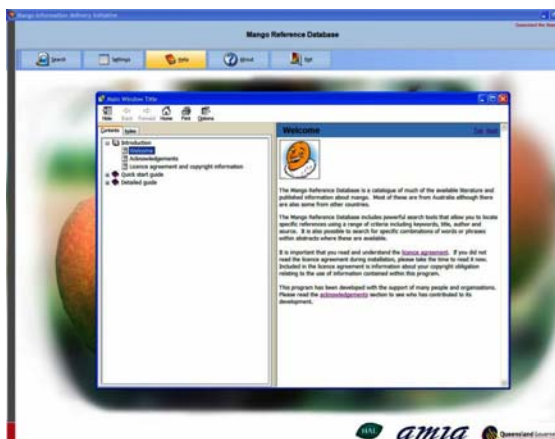 Mango information delivery Initiative
Mango Reference Database
Search
Settings
Help
About
Exit
Main Window Title
Hide
Back
Forward
Home
Print
Options
Contents
Index
Introduction
Welcome
Acknowledgements
Licence agreement and copyright information
Quick start guide
Detailed guide
Welcome
The Mango Reference Database is a catalogue of much of the available literature and
published information about mango. Most of these are from Australia although there
are also some from other countries.
The Mango Reference Database includes powerful search tools that allow you to locate
specific references using a range of criteria including keywords, title, author and
source. It is also possible to search for specific combinations of words or phrases
within abstracts where these are available.
It is important that you read and understand the licence agreement. If you did not
read the licence agreement during installation, please take the time to read it now.
Included in the licence agreement is information about your copyright obligation
relating to the use of information contained within this program.
This program has been developed with the support of many people and organisations.
Please read the acknowledgements section to see who has contributed to its
development.
HAL
amia
Queensland Governme